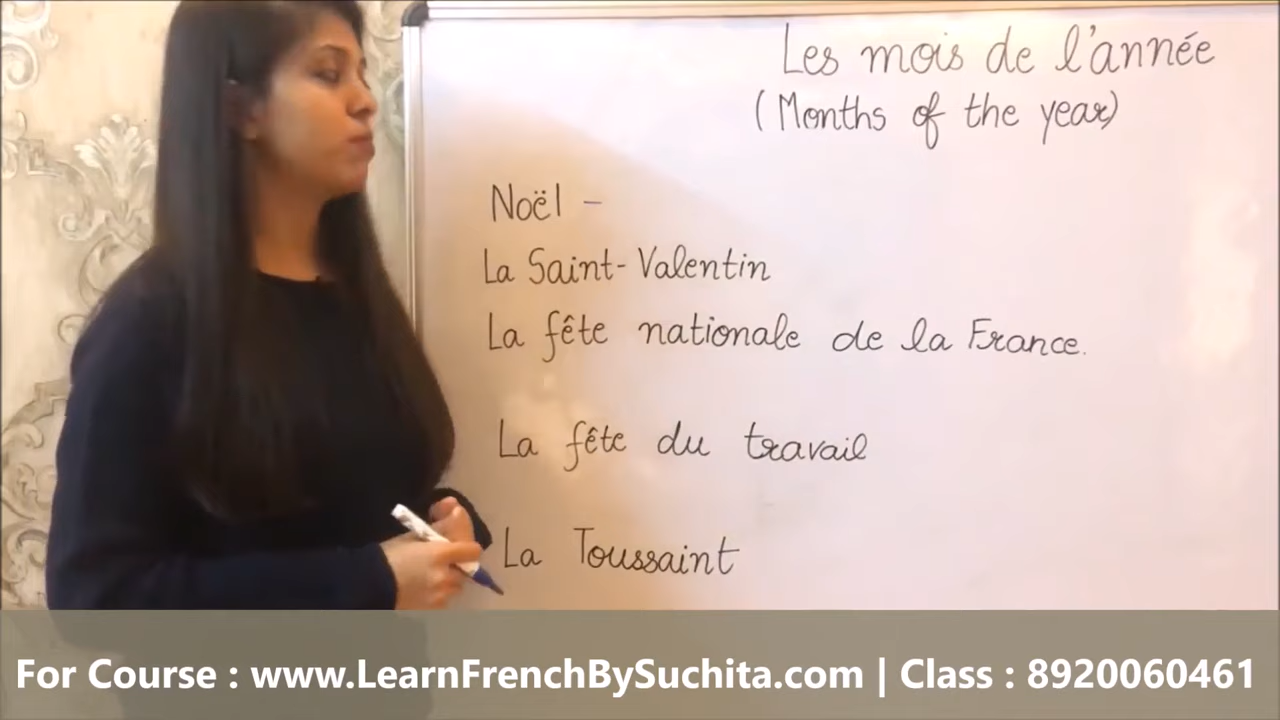 Les mois de l'année
(Months of the year)
Noël -
La Saint-Valentin
La fête nationale de la France.
La fête du travail
La Toussaint
For Course : www.LearnFrenchBySuchita.com | Class : 8920060461